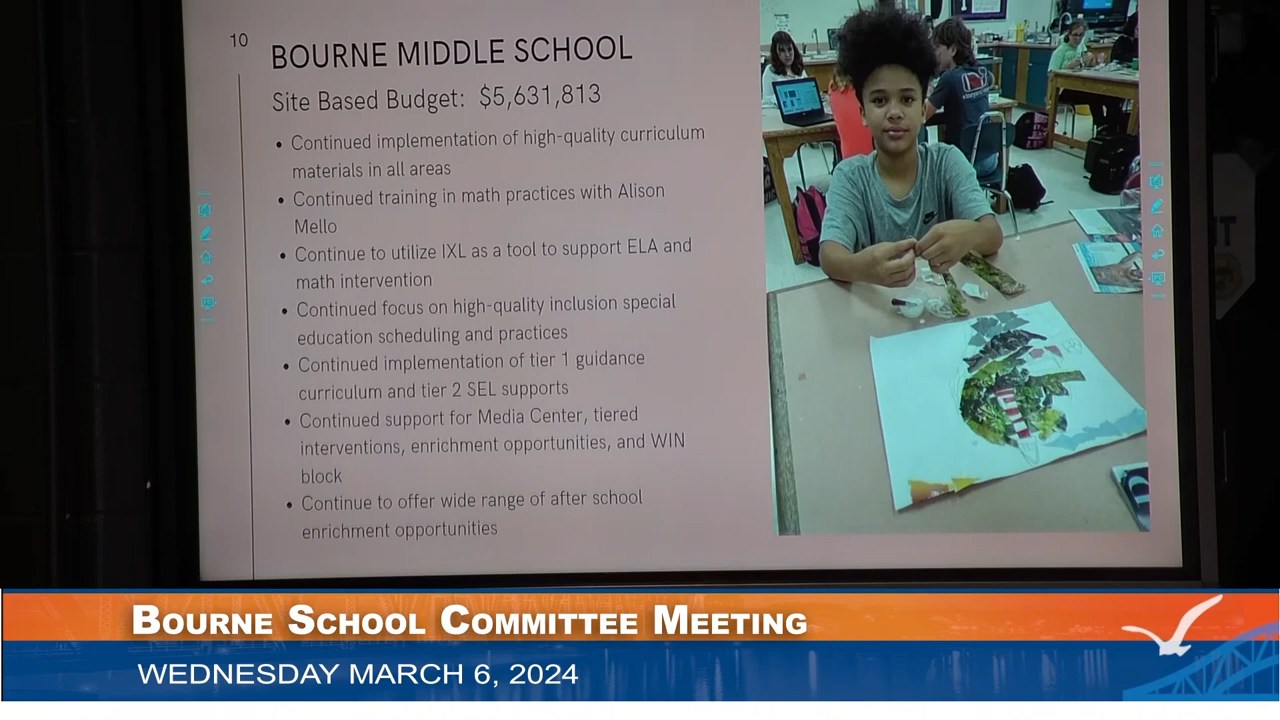 10
BOURNE MIDDLE SCHOOL
Site Based Budget: $5,631,813
• Continued implementation of high-quality curriculum
materials in all areas
• Continued training in math practices with Alison
Mello
• Continue to utilize IXL as a tool to support ELA and
math intervention
• Continued focus on high-quality inclusion special
education scheduling and practices
• Continued implementation of tier 1 guidance
curriculum and tier 2 SEL supports
• Continued support for Media Center, tiered
interventions, enrichment opportunities, and WIN
block
• Continue to offer wide range of after school
enrichment opportunities
BOURNE SCHOOL COMMITTEE MEETING
WEDNESDAY MARCH 6, 2024